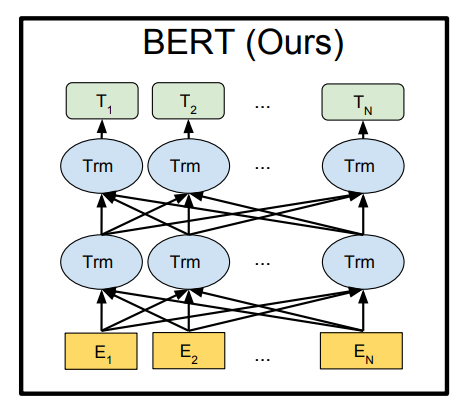 BERT (Ours)
T1 T2 ... TN
Trm Trm ... Trm
Trm Trm ... Trm
E1 E2 ... EN